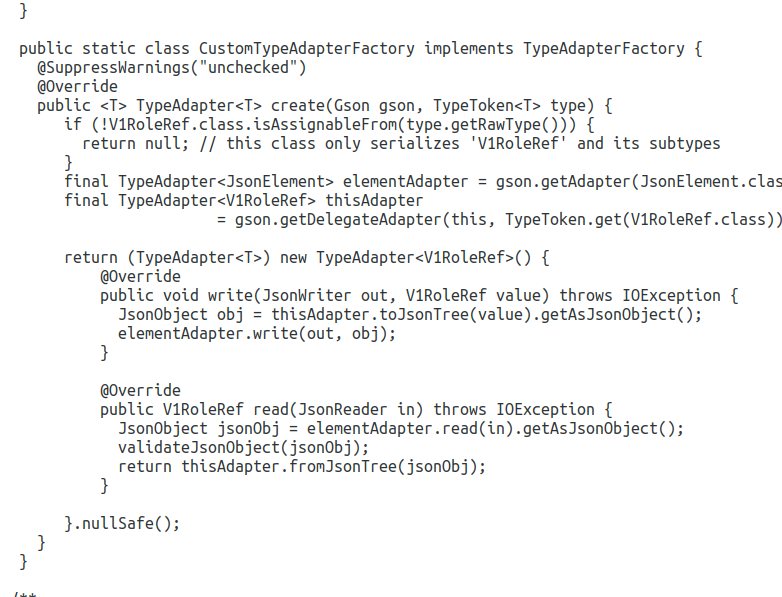 }
public static class CustomTypeAdapterFactory implements TypeAdapterFactory {
@SuppressWarnings("unchecked")
@Override
public <T> TypeAdapter<T> create(Gson gson, TypeToken<T> type) {
if (!V1RoleRef.class.isAssignableFrom(type.getRawType())) {
return null; // this class only serializes 'V1RoleRef' and its subtypes
}
final TypeAdapter<JsonElement> elementAdapter = gson.getAdapter(JsonElement.clas
final TypeAdapter<V1RoleRef> thisAdapter
= gson.getDelegateAdapter(this, TypeToken.get(V1RoleRef.class))
return (TypeAdapter<T>) new TypeAdapter<V1RoleRef>() {
@Override
public void write(JsonWriter out, V1RoleRef value) throws IOException {
JsonObject obj = thisAdapter.toJsonTree(value).getAsJsonObject();
elementAdapter.write(out, obj);
}
@Override
public V1RoleRef read(JsonReader in) throws IOException {
JsonObject jsonObj = elementAdapter.read(in).getAsJsonObject();
validateJsonObject(jsonObj);
return thisAdapter.fromJsonTree(jsonObj);
}
}.nullSafe();
}
}
/**